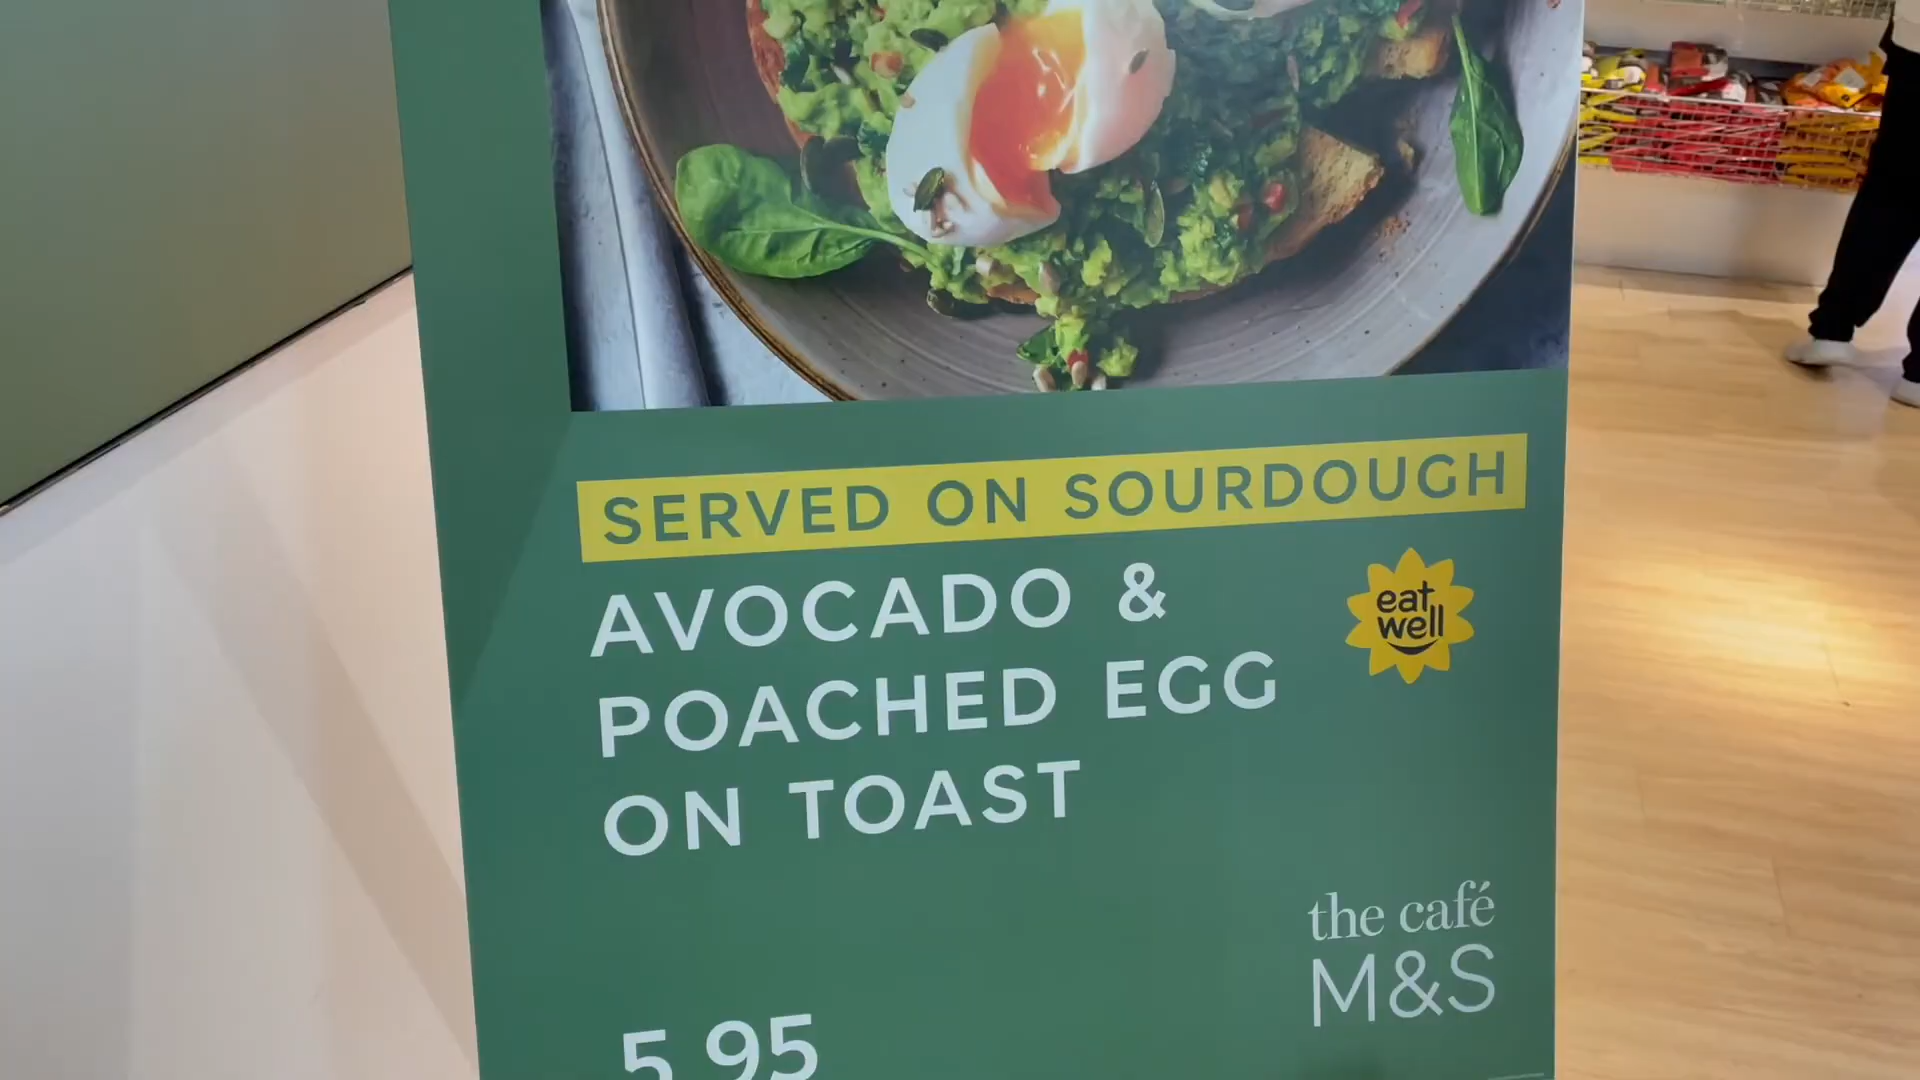 SERVED ON SOURDOUGH
AVOCADO &
POACHED EGG
ON TOAST
eat
well
the café
M&S
5.95